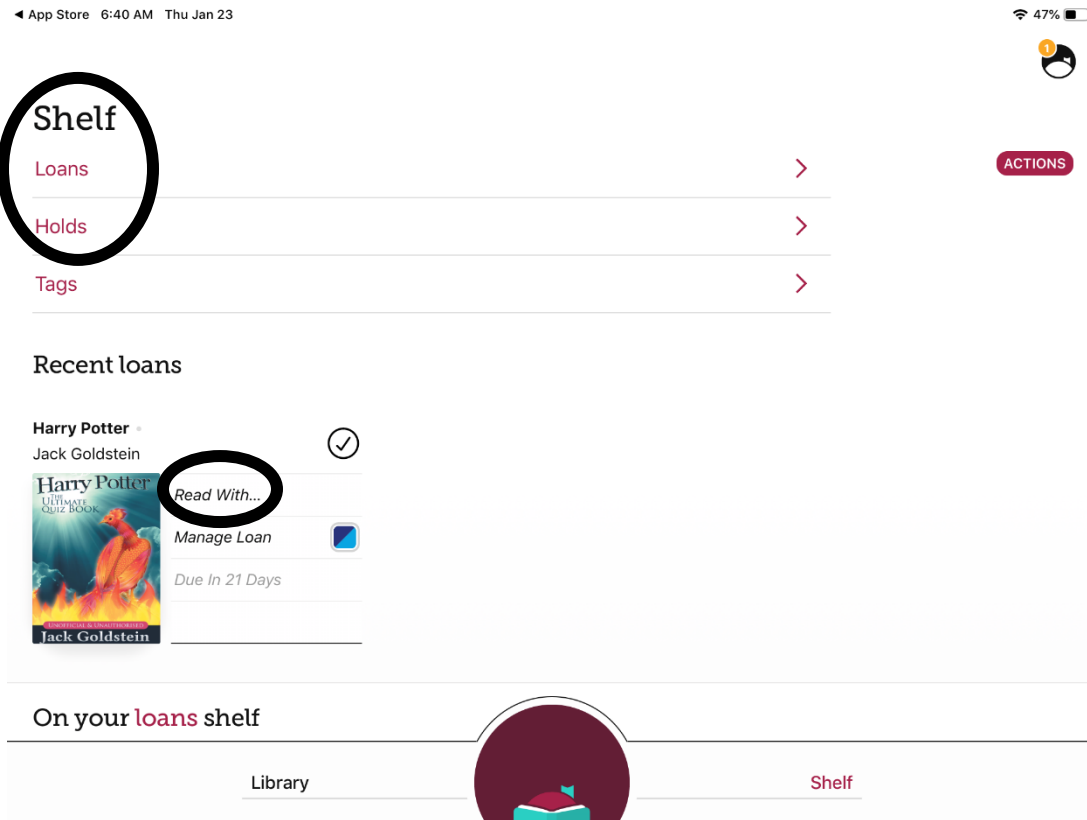 ◀ App Store 6:40 AM Thu Jan 23 47%
1
Shelf
Loans
ACTIONS
Holds
Tags
Recent loans
Harry Potter
Jack Goldstein
Harry Potter
THE
ULTIMATE
QUIZ BOOK
UNOFFICIAL & UNAUTHORISED
Jack Goldstein
Read With...
Manage Loan
Due In 21 Days
On your loans shelf
Library
Shelf